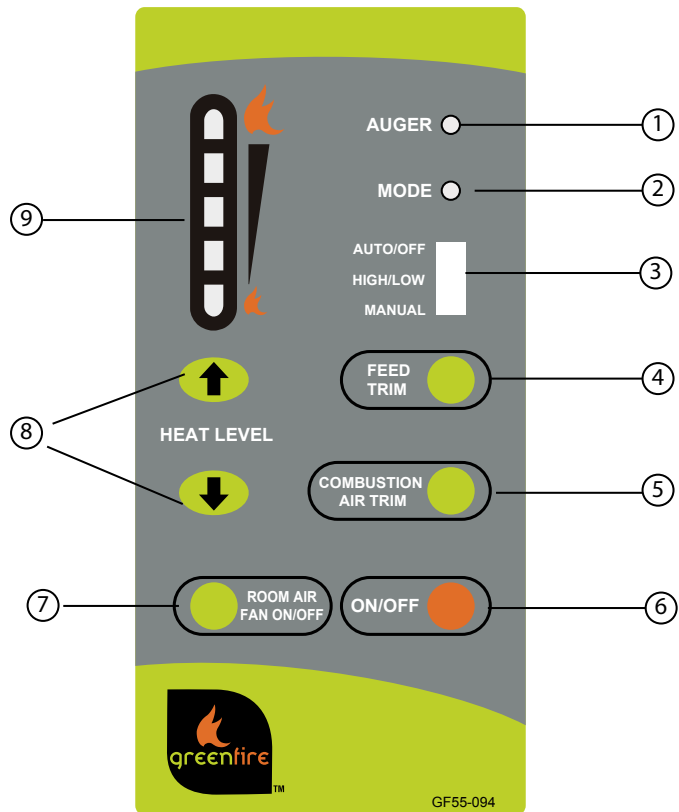 AUGER
1
MODE
2
9
AUTO/OFF
HIGH/LOW
MANUAL
3
FEED
TRIM
4
8
HEAT LEVEL
COMBUSTION
AIR TRIM
5
7
ROOM AIR
FAN ON/OFF
ON/OFF
6
greenfire
TM
GF55-094